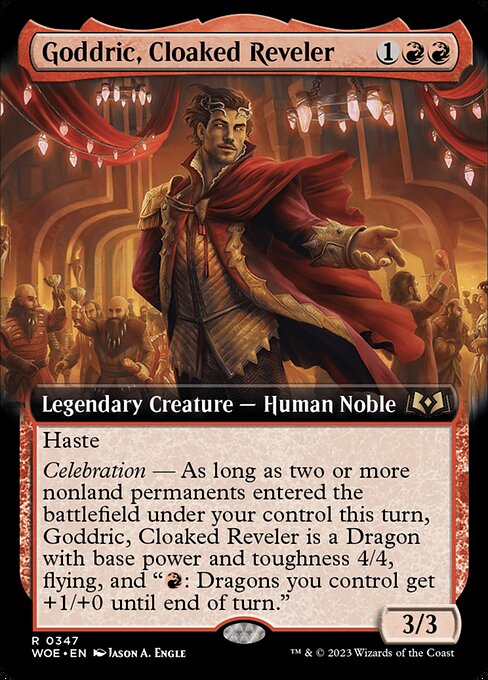 Goddric, Cloaked Reveler 1
Legendary Creature — Human Noble
Haste
Celebration — As long as two or more
nonland permanents entered the
battlefield under your control this turn,
Goddric, Cloaked Reveler is a Dragon
with base power and toughness 4/4,
flying, and “: Dragons you control get
+1/+0 until end of turn.”
3/3
R 0347
WOE • EN Jason A. Engle
™ & © 2023 Wizards of the Coast